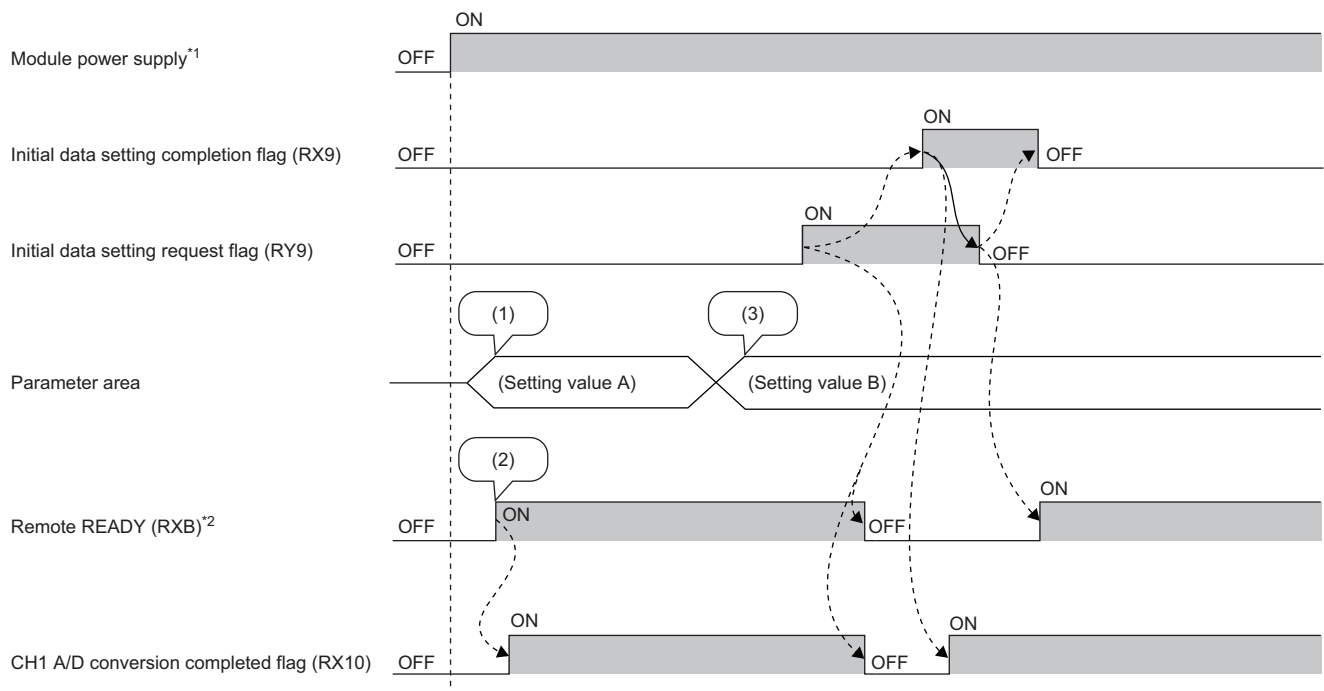 ON
Module power supply*1 OFF
ON
Initial data setting completion flag (RX9) OFF OFF
ON
Initial data setting request flag (RY9) OFF OFF
(1) (3)
Parameter area (Setting value A) (Setting value B)
(2)
ON
Remote READY (RXB)*2 OFF ON OFF
ON ON
CH1 A/D conversion completed flag (RX10) OFF OFF